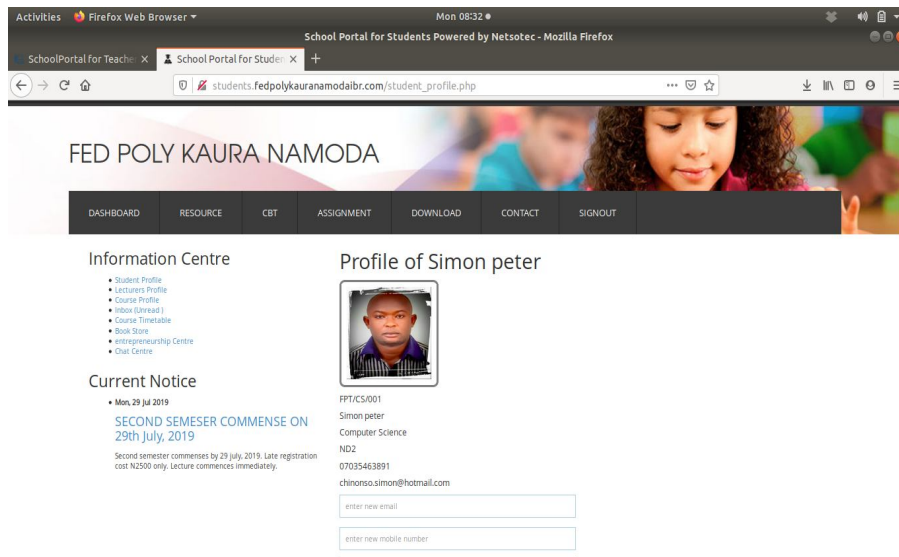 Activities Firefox Web Browser Mon 08:32
School Portal for Students Powered by Netsotec - Mozilla Firefox
SchoolPortal for Teacher School Portal for Studen
students.fedpolykauranamodaibr.com/student_profile.php
FED POLY KAURA NAMODA
DASHBOARD RESOURCE CBT ASSIGNMENT DOWNLOAD CONTACT SIGNOUT
Information Centre
Student Profile
Lecturers Profile
Course Profile
Inbox (Unread )
Course Timetable
Book Store
entrepreneurship Centre
Chat Centre
Current Notice
Mon, 29 Jul 2019
SECOND SEMESER COMMENSE ON
29th July, 2019
Second semester commenses by 29 july, 2019. Late registration
cost N2500 only. Lecture commences immediately.
Profile of Simon peter
FPT/CS/001
Simon peter
Computer Science
ND2
07035463891
chinonso.simon@hotmail.com
enter new email
enter new mobile number